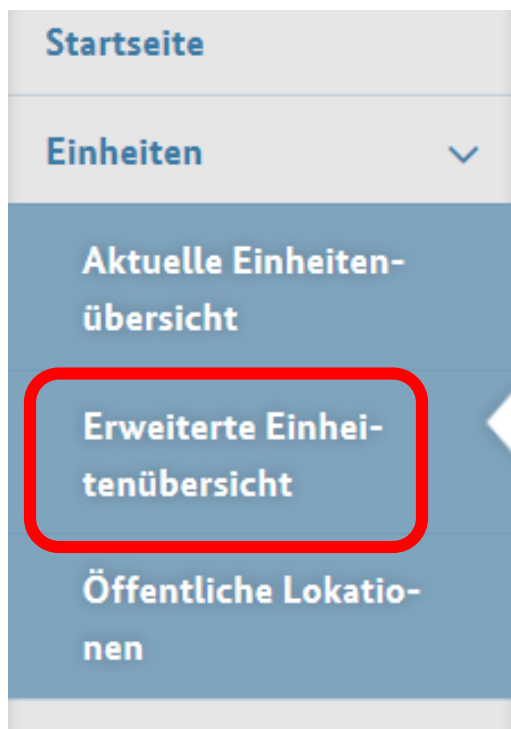 Startseite
Einheiten
Aktuelle Einheiten-
übersicht
Erweiterte Einhei-
tenübersicht
Öffentliche Lokatio-
nen